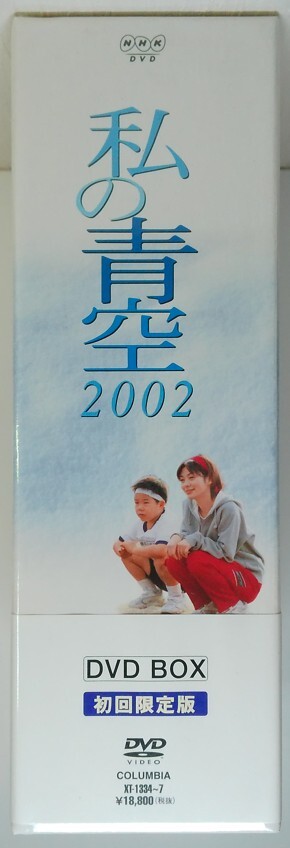 NHK
DVD
私の青空
2002
DVD BOX
初回限定版
DVD
VIDEO
COLUMBIA
XT-1334~7
¥18,800(税抜)